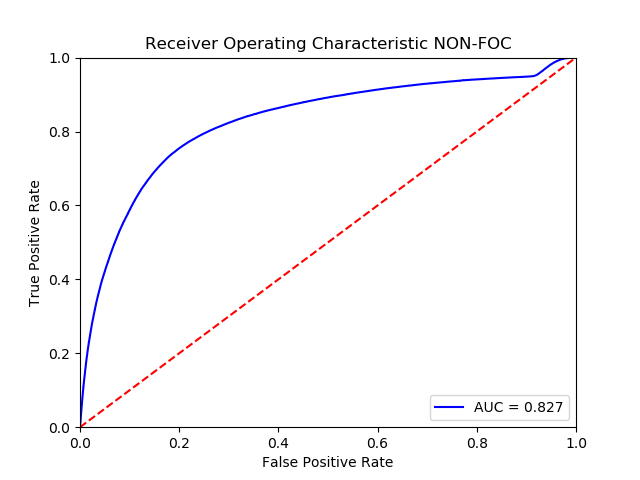 Receiver Operating Characteristic NON-FOC
True Positive Rate
1.0
0.8
0.6
0.4
0.2
0.0
AUC = 0.827
0.0 0.2 0.4 0.6 0.8 1.0
False Positive Rate